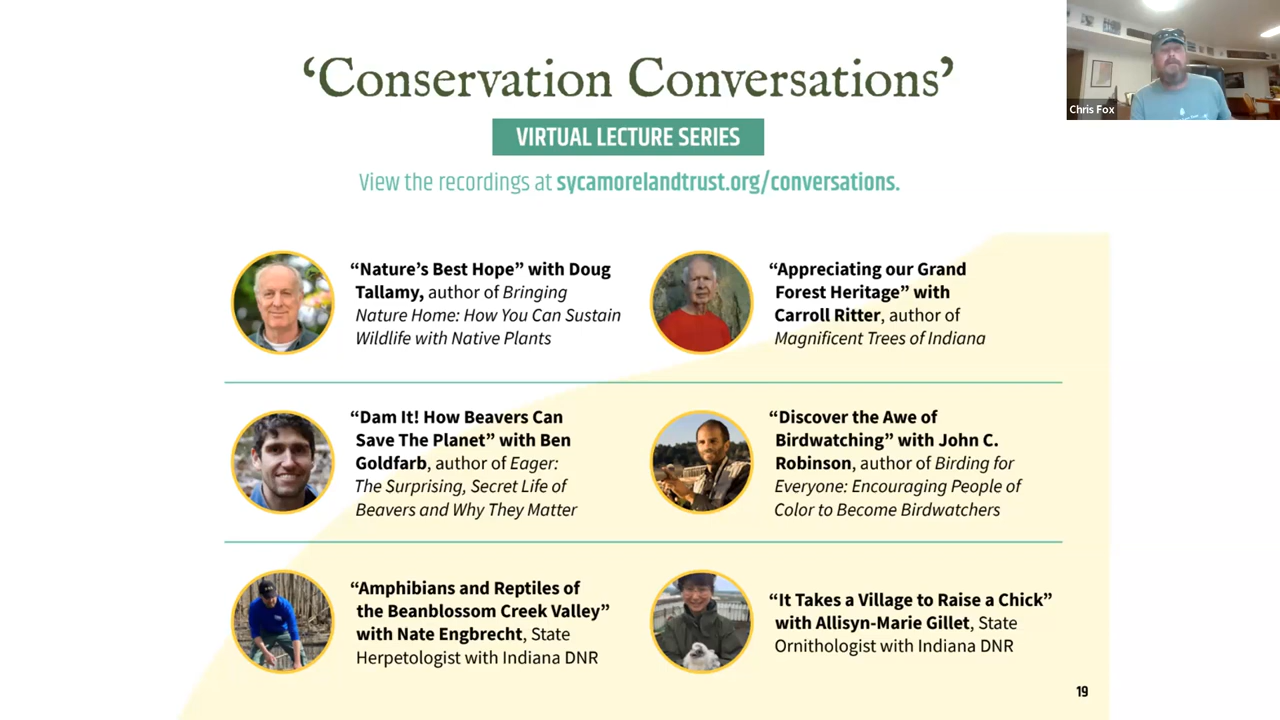 ‘Conservation Conversations’
VIRTUAL LECTURE SERIES
View the recordings at sycamorelandtrust.org/conversations.
Chris Fox
“Nature’s Best Hope” with Doug
Tallamy, author of Bringing
Nature Home: How You Can Sustain
Wildlife with Native Plants
“Appreciating our Grand
Forest Heritage” with
Carroll Ritter, author of
Magnificent Trees of Indiana
“Dam It! How Beavers Can
Save The Planet” with Ben
Goldfarb, author of Eager:
The Surprising, Secret Life of
Beavers and Why They Matter
“Discover the Awe of
Birdwatching” with John C.
Robinson, author of Birding for
Everyone: Encouraging People of
Color to Become Birdwatchers
“Amphibians and Reptiles of
the Beanblossom Creek Valley”
with Nate Engbrecht, State
Herpetologist with Indiana DNR
“It Takes a Village to Raise a Chick”
with Allisyn-Marie Gillet, State
Ornithologist with Indiana DNR
19